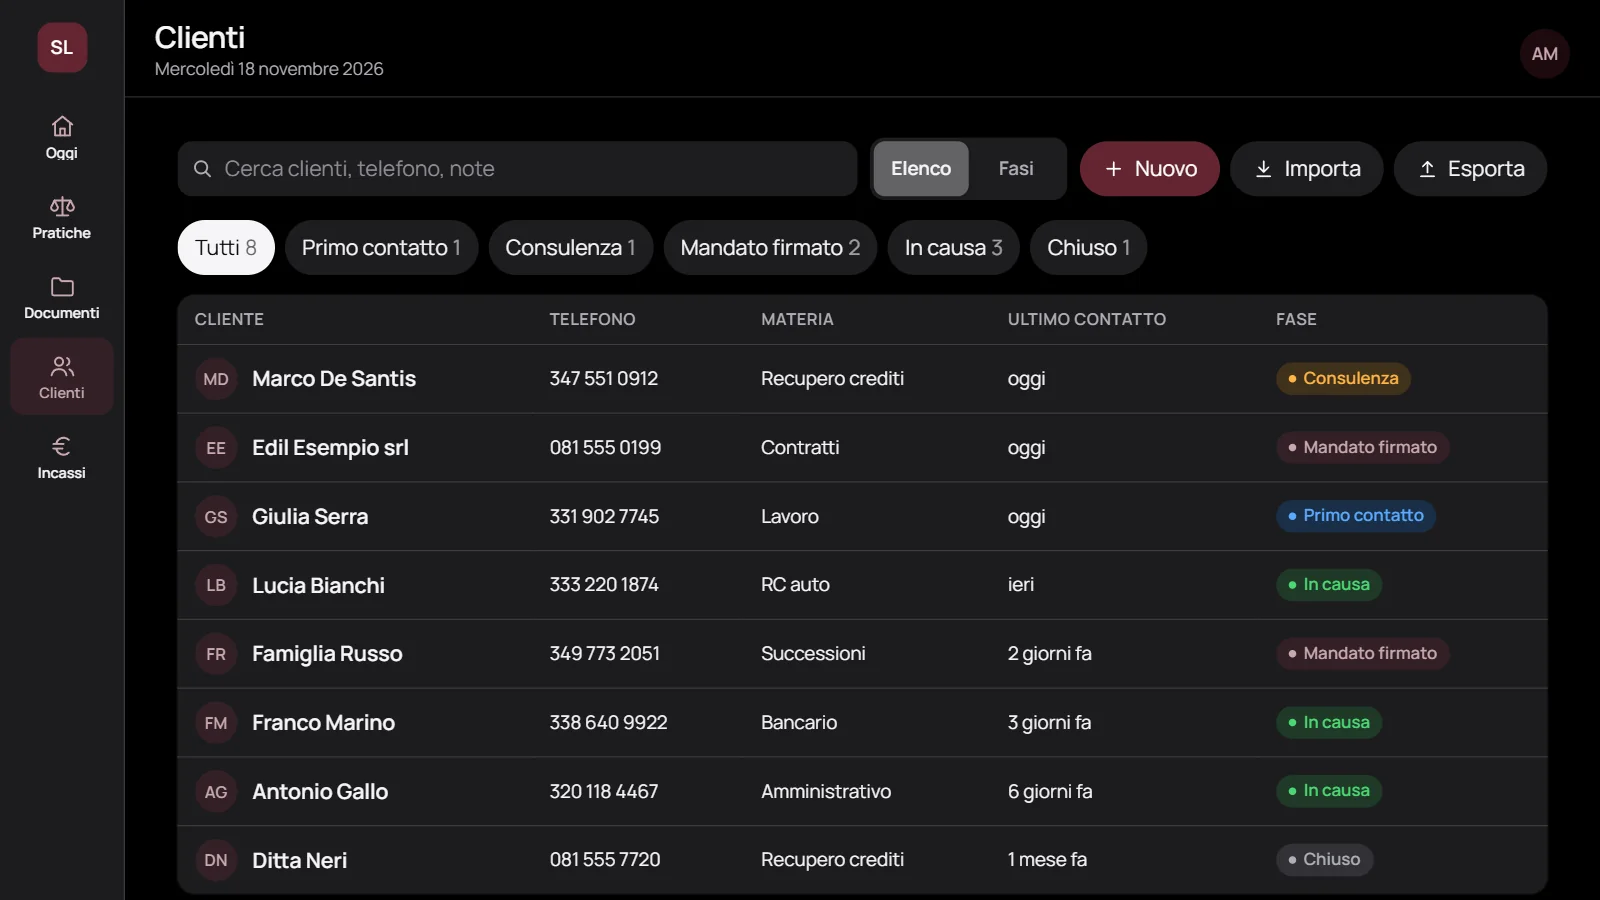 SL
Oggi
Pratiche
Documenti
Clienti
Incassi
Clienti
Mercoledì 18 novembre 2026
AM
Cerca clienti, telefono, note
Elenco Fasi
Nuovo
Importa
Esporta
Tutti 8
Primo contatto 1
Consulenza 1
Mandato firmato 2
In causa 3
Chiuso 1
CLIENTE TELEFONO MATERIA ULTIMO CONTATTO FASE
MD Marco De Santis 347 551 0912 Recupero crediti oggi Consulenza
EE Edil Esempio srl 081 555 0199 Contratti oggi Mandato firmato
GS Giulia Serra 331 902 7745 Lavoro oggi Primo contatto
LB Lucia Bianchi 333 220 1874 RC auto ieri In causa
FR Famiglia Russo 349 773 2051 Successioni 2 giorni fa Mandato firmato
FM Franco Marino 338 640 9922 Bancario 3 giorni fa In causa
AG Antonio Gallo 320 118 4467 Amministrativo 6 giorni fa In causa
DN Ditta Neri 081 555 7720 Recupero crediti 1 mese fa Chiuso